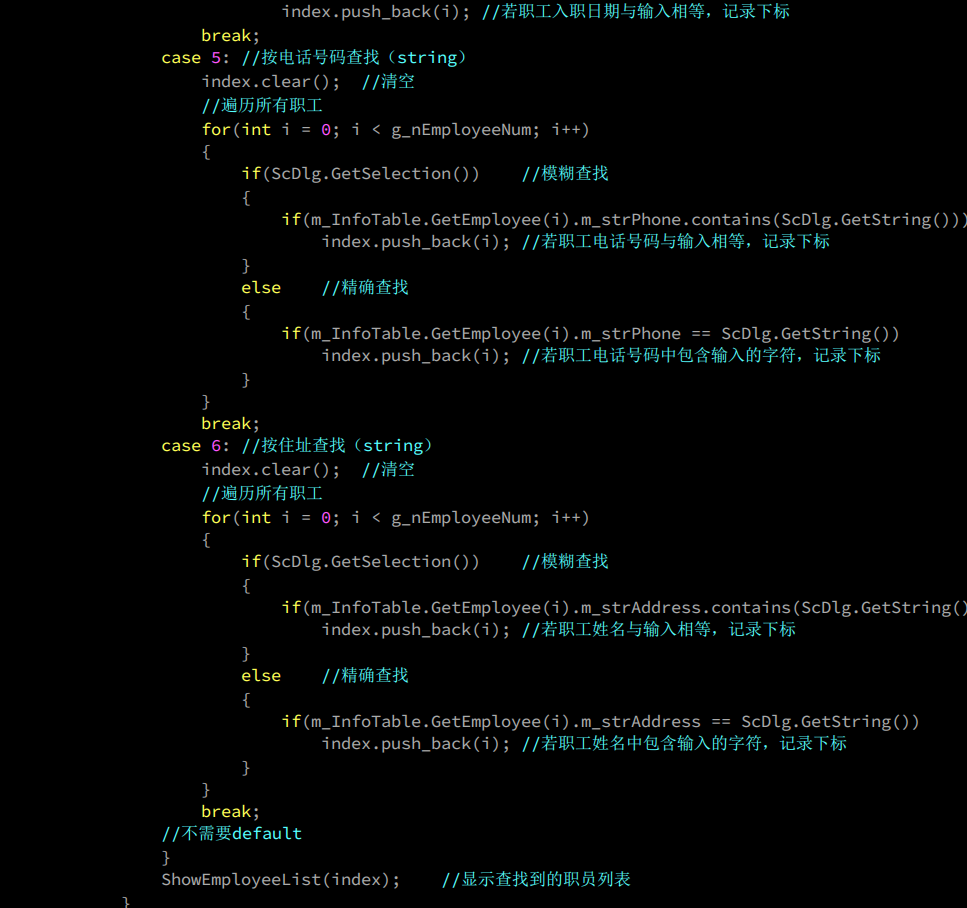 index.push_back(i); //若职工入职日期与输入相等，记录下标
break;
case 5: //按电话号码查找（string）
index.clear();  //清空
//遍历所有职工
for(int i = 0; i < g_nEmployeeNum; i++)
{
if(ScDlg.GetSelection())    //模糊查找
{
if(m_InfoTable.GetEmployee(i).m_strPhone.contains(ScDlg.GetString()))
index.push_back(i); //若职工电话号码与输入相等，记录下标
}
else    //精确查找
{
if(m_InfoTable.GetEmployee(i).m_strPhone == ScDlg.GetString())
index.push_back(i); //若职工电话号码中包含输入的字符，记录下标
}
}
break;
case 6: //按住址查找（string）
index.clear();  //清空
//遍历所有职工
for(int i = 0; i < g_nEmployeeNum; i++)
{
if(ScDlg.GetSelection())    //模糊查找
{
if(m_InfoTable.GetEmployee(i).m_strAddress.contains(ScDlg.GetString()
index.push_back(i); //若职工姓名与输入相等，记录下标
}
else    //精确查找
{
if(m_InfoTable.GetEmployee(i).m_strAddress == ScDlg.GetString())
index.push_back(i); //若职工姓名中包含输入的字符，记录下标
}
}
break;
//不需要default
}
ShowEmployeeList(index);    //显示查找到的职员列表
}